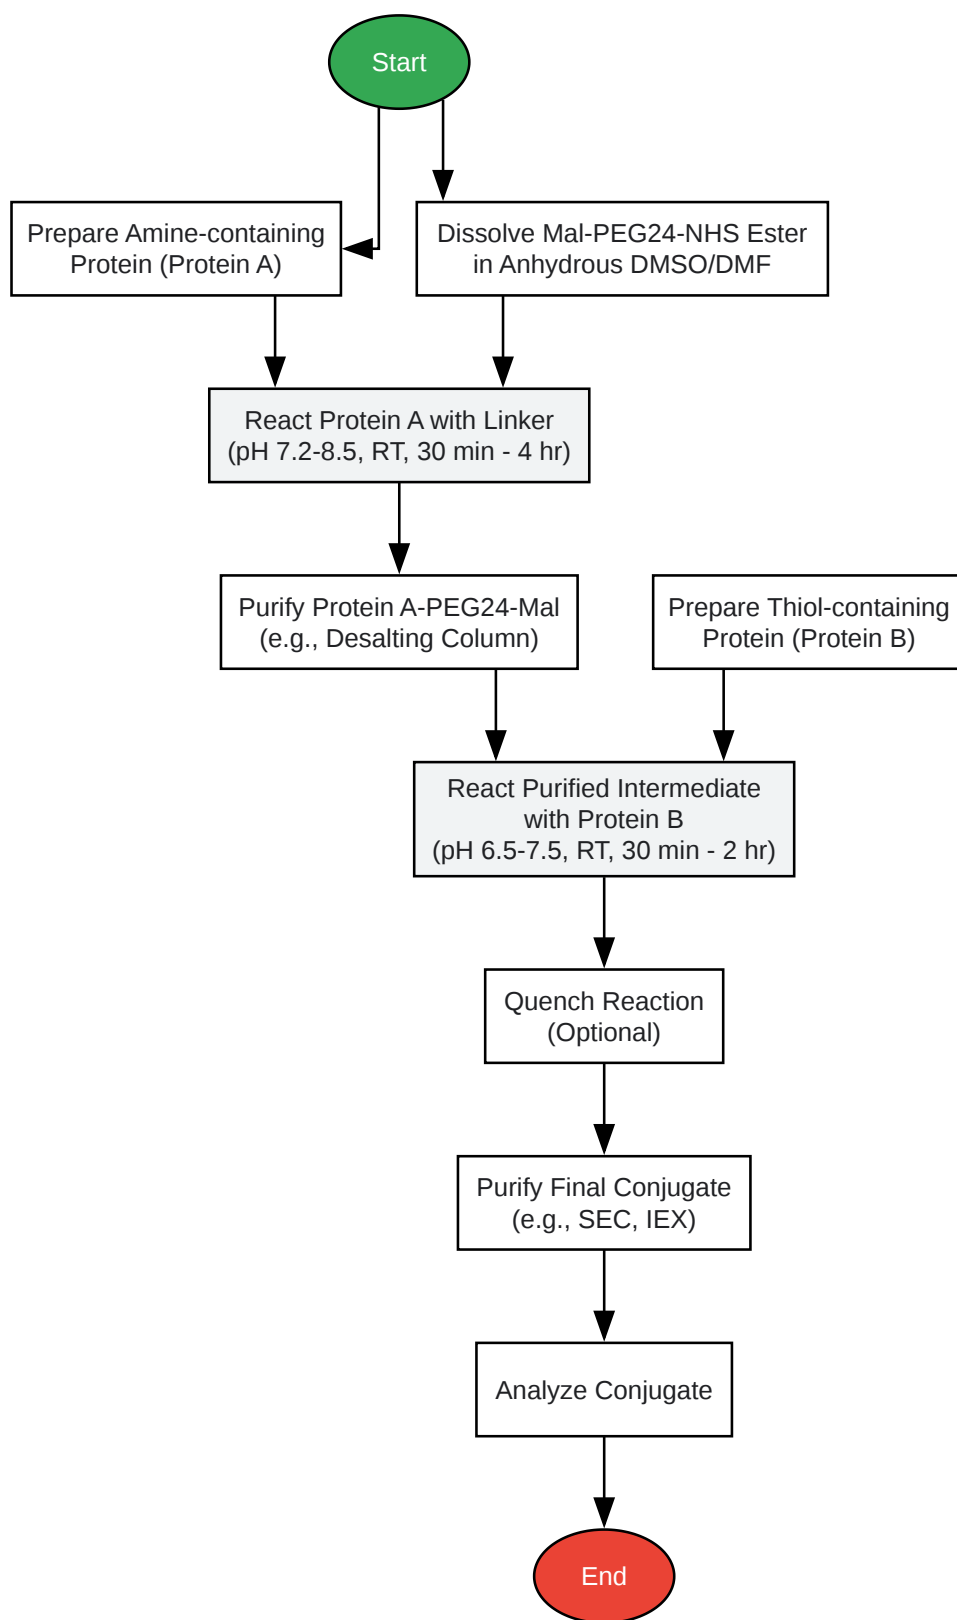 Start
Prepare Amine-containing
Protein (Protein A)
Dissolve Mal-PEG24-NHS Ester
in Anhydrous DMSO/DMF
React Protein A with Linker
(pH 7.2-8.5, RT, 30 min - 4 hr)
Purify Protein A-PEG24-Mal
(e.g., Desalting Column)
Prepare Thiol-containing
Protein (Protein B)
React Purified Intermediate
with Protein B
(pH 6.5-7.5, RT, 30 min - 2 hr)
Quench Reaction
(Optional)
Purify Final Conjugate
(e.g., SEC, IEX)
Analyze Conjugate
End